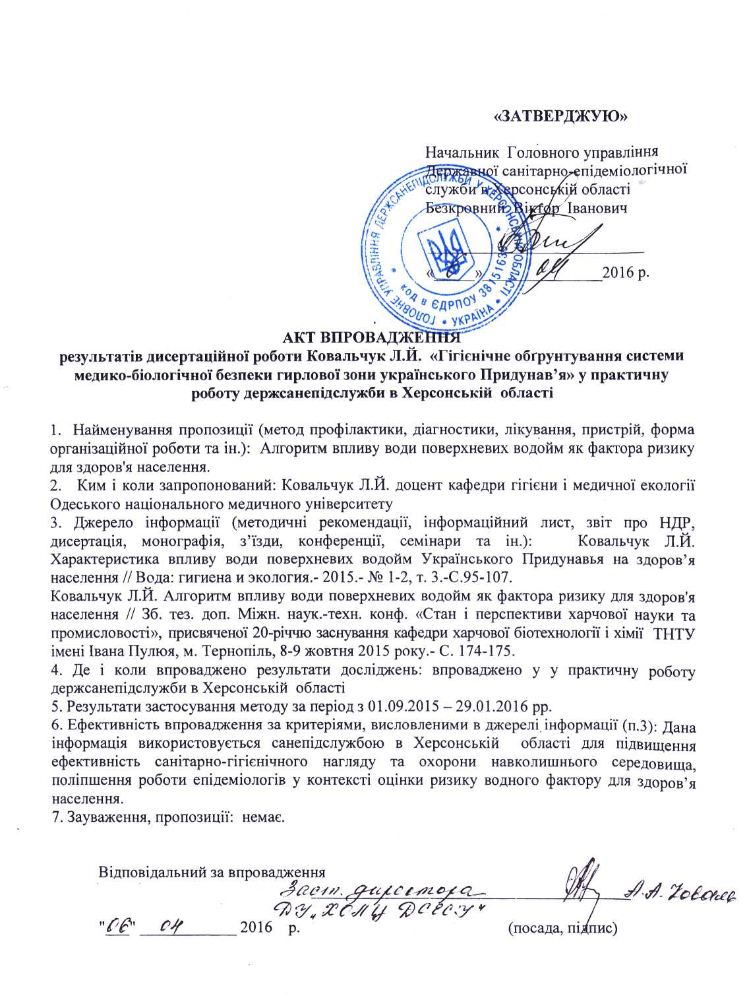 «ЗАТВЕРДЖУЮ»
Начальник Головного управління
Державної санітарно-епідеміологічної
служби в Херсонській області
Безкровний Віктор Іванович
« » 04 2016 р.
ГОЛОВНЕ УПРАВЛІННЯ ДЕРЖСАНЕПІДСЛУЖБИ У ХЕРСОНСЬКІЙ ОБЛАСТІ * УКРАЇНА *
* код в ЄДРПОУ 38151636 *
АКТ ВПРОВАДЖЕННЯ
результатів дисертаційної роботи Ковальчук Л.Й. «Гігієнічне обґрунтування системи
медико-біологічної безпеки гирлової зони українського Придунав’я» у практичну
роботу держсанепідслужби в Херсонській області
1. Найменування пропозиції (метод профілактики, діагностики, лікування, пристрій, форма
організаційної роботи та ін.): Алгоритм впливу води поверхневих водойм як фактора ризику
для здоров'я населення.
2. Ким і коли запропонований: Ковальчук Л.Й. доцент кафедри гігієни і медичної екології
Одеського національного медичного університету
3. Джерело інформації (методичні рекомендації, інформаційний лист, звіт про НДР,
дисертація, монографія, з’їзди, конференції, семінари та ін.): Ковальчук Л.Й.
Характеристика впливу води поверхневих водойм Українського Придунавья на здоров’я
населення // Вода: гигиена и экология.- 2015.- № 1-2, т. 3.-С.95-107.
Ковальчук Л.Й. Алгоритм впливу води поверхневих водойм як фактора ризику для здоров'я
населення // Зб. тез. доп. Міжн. наук.-техн. конф. «Стан і перспективи харчової науки та
промисловості», присвяченої 20-річчю заснування кафедри харчової біотехнології і хімії ТНТУ
імені Івана Пулюя, м. Тернопіль, 8-9 жовтня 2015 року.- С. 174-175.
4. Де і коли впроваджено результати досліджень: впроваджено у у практичну роботу
держсанепідслужби в Херсонській області
5. Результати застосування методу за період з 01.09.2015 – 29.01.2016 рр.
6. Ефективність впровадження за критеріями, висловленими в джерелі інформації (п.3): Дана
інформація використовується санепідслужбою в Херсонській області для підвищення
ефективність санітарно-гігієнічного нагляду та охорони навколишнього середовища,
поліпшення роботи епідеміологів у контексті оцінки ризику водного фактору для здоров’я
населення.
7. Зауваження, пропозиції: немає.
Відповідальний за впровадження
Заст. директора А.А. Коваль
ДУ „ХОЛЦ ДСЕСУ"
"06" 04 2016 р. (посада, підпис)